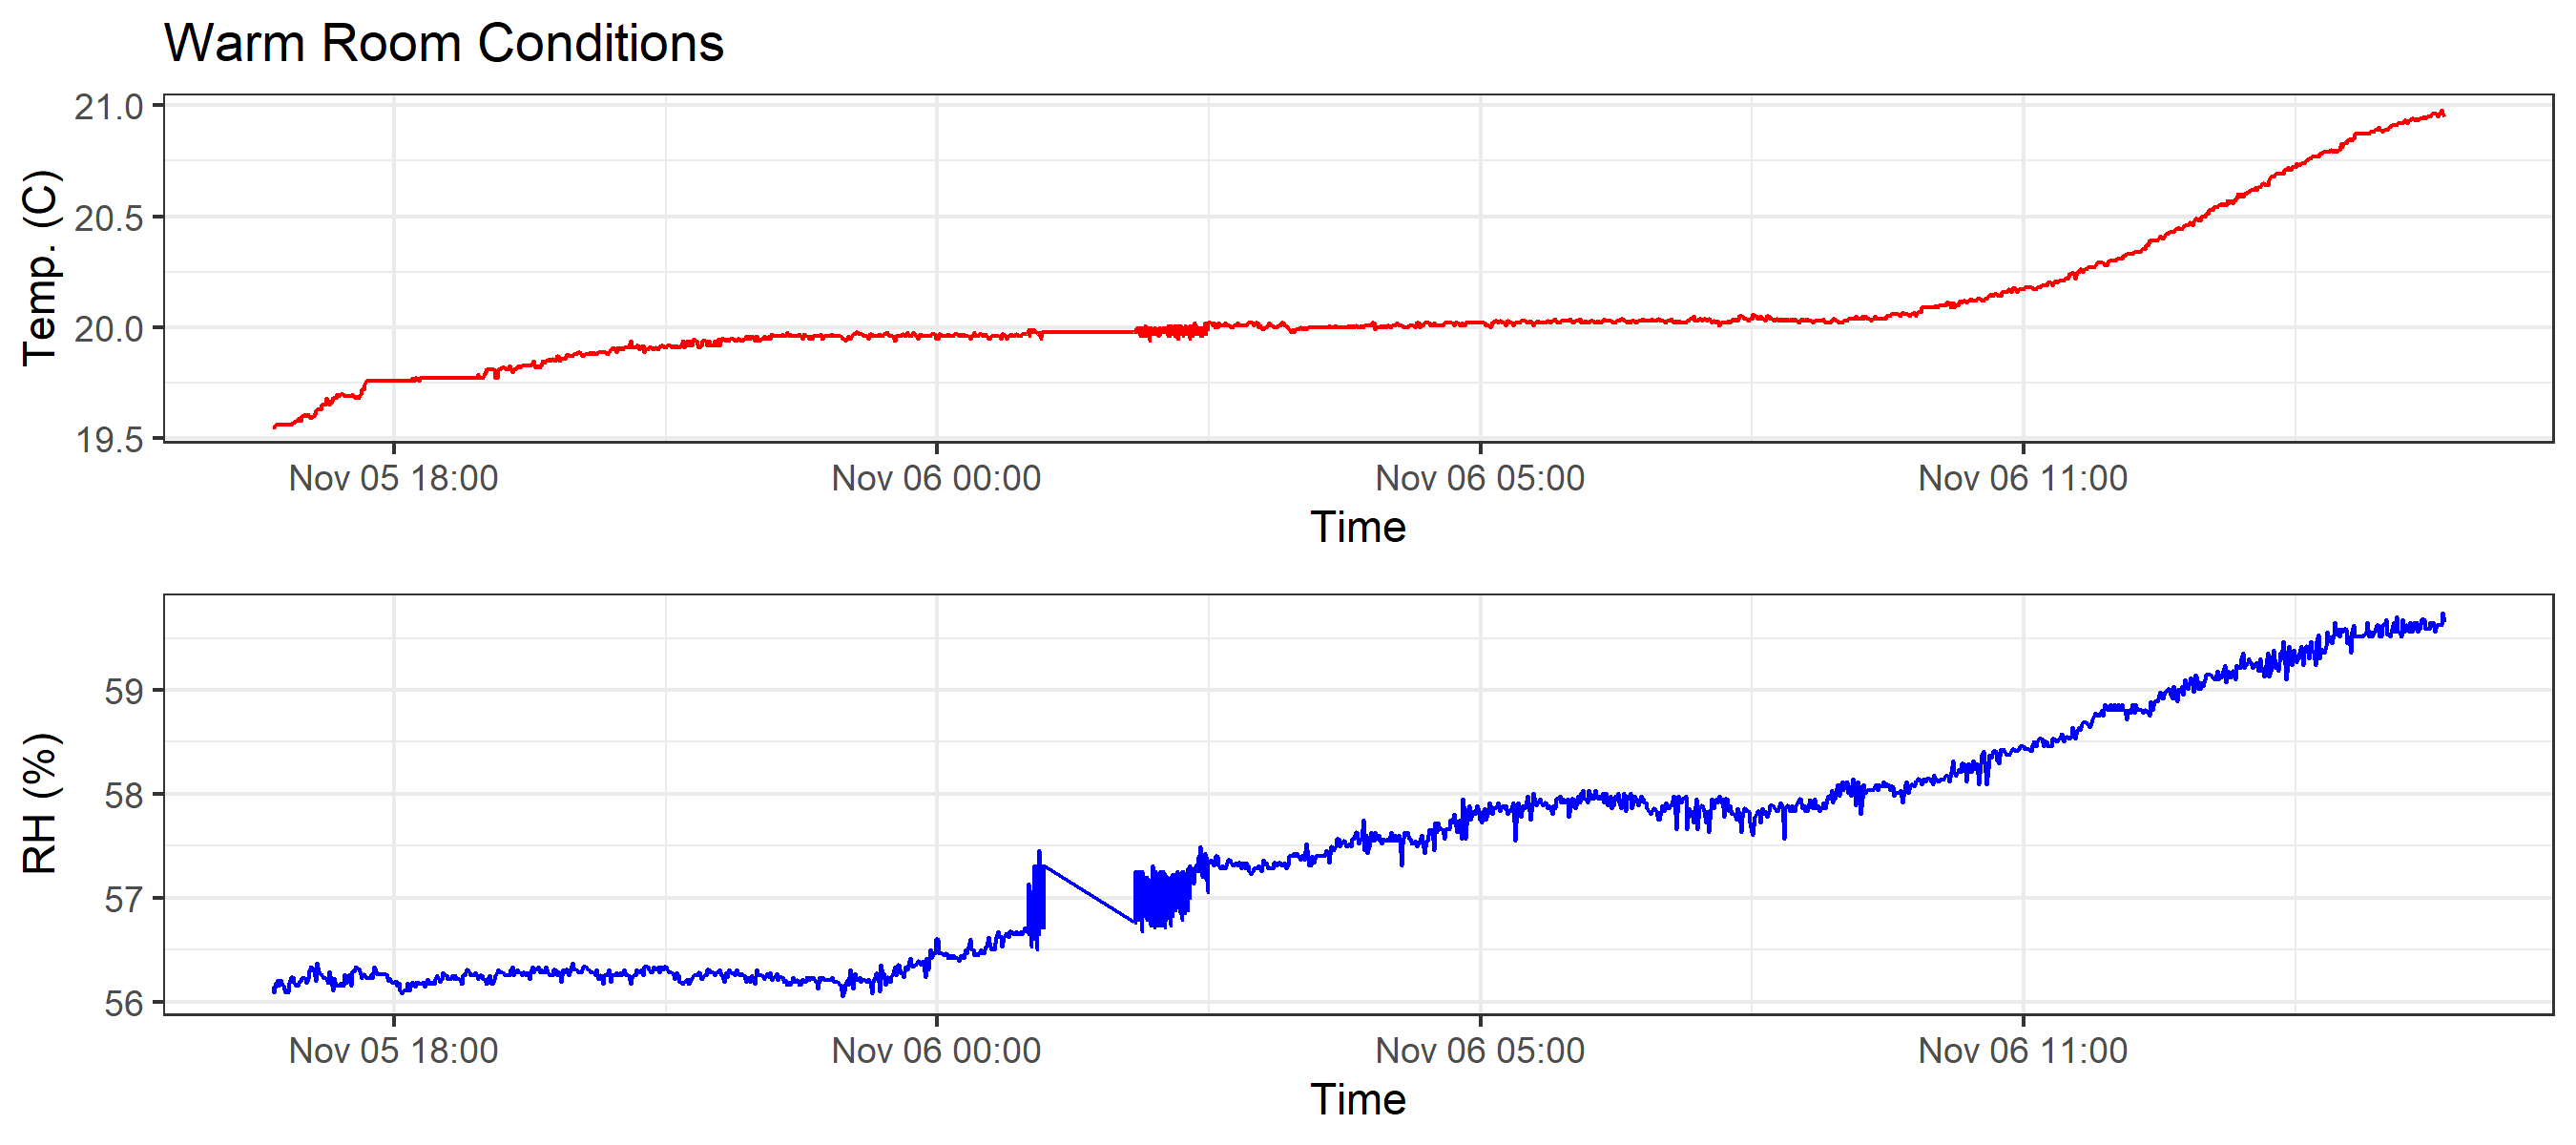 Warm Room Conditions
21.0
20.5
20.0
19.5
Temp. (C)
Nov 05 18:00 Nov 06 00:00 Nov 06 05:00 Nov 06 11:00
Time
59
58
57
56
RH (%)
Nov 05 18:00 Nov 06 00:00 Nov 06 05:00 Nov 06 11:00
Time